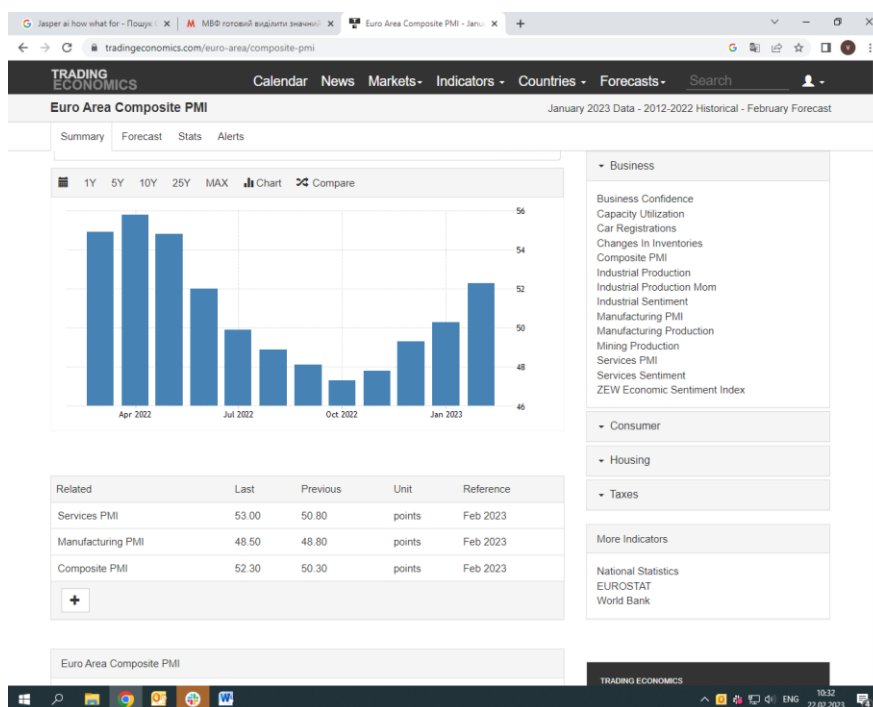 Jasper ai how what for - Пошук
МВФ готовий виділити значний
Euro Area Composite PMI - Janu
tradingeconomics.com/euro-area/composite-pmi
TRADING
ECONOMICS
Calendar News Markets Indicators Countries Forecasts Search
Euro Area Composite PMI
January 2023 Data - 2012-2022 Historical - February Forecast
Summary Forecast Stats Alerts
1Y 5Y 10Y 25Y MAX Chart Compare
56
54
52
50
48
46
Apr 2022 Jul 2022 Oct 2022 Jan 2023
Related Last Previous Unit Reference
Services PMI 53.00 50.80 points Feb 2023
Manufacturing PMI 48.50 48.80 points Feb 2023
Composite PMI 52.30 50.30 points Feb 2023
Euro Area Composite PMI
Business
Business Confidence
Capacity Utilization
Car Registrations
Changes In Inventories
Composite PMI
Industrial Production
Industrial Production Mom
Industrial Sentiment
Manufacturing PMI
Manufacturing Production
Mining Production
Services PMI
Services Sentiment
ZEW Economic Sentiment Index
Consumer
Housing
Taxes
More Indicators
National Statistics
EUROSTAT
World Bank
TRADING ECONOMICS
ENG
10:32
22.02.2023